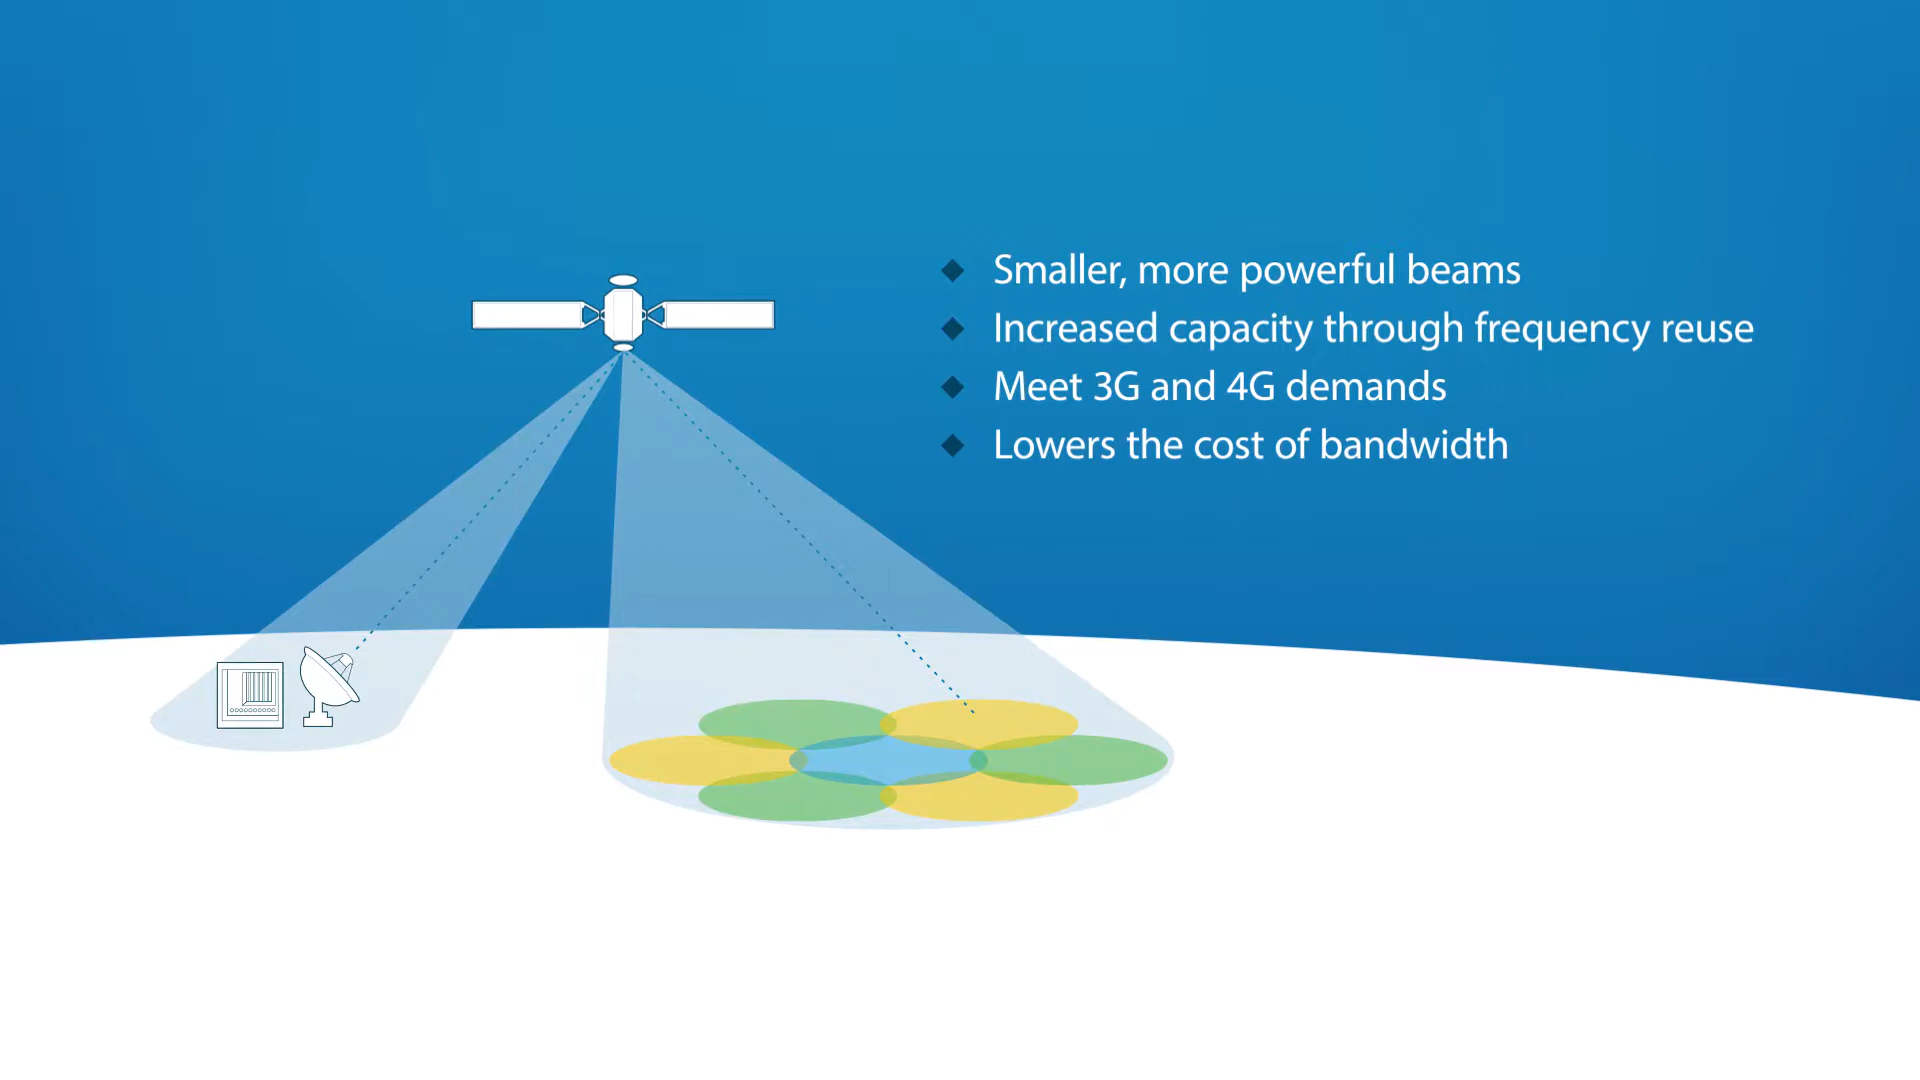 Smaller, more powerful beams
Increased capacity through frequency reuse
Meet 3G and 4G demands
Lowers the cost of bandwidth